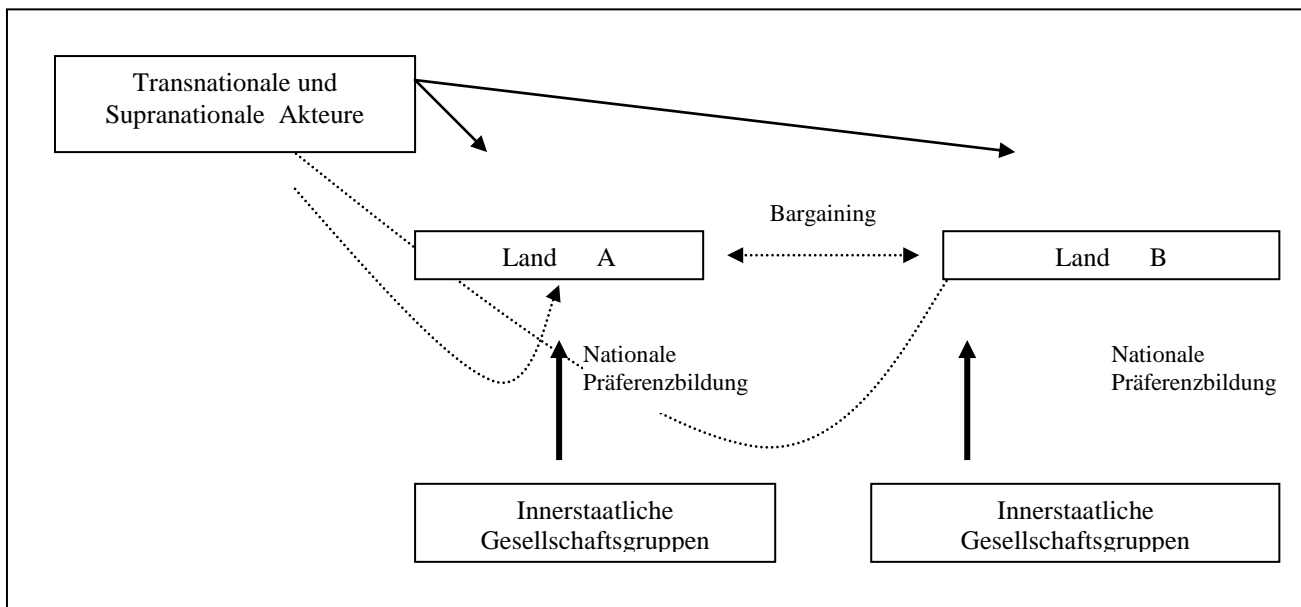 Transnationale und
Supranationale Akteure
Bargaining
Land A
Land B
Nationale
Präferenzbildung
Nationale
Präferenzbildung
Innerstaatliche
Gesellschaftsgruppen
Innerstaatliche
Gesellschaftsgruppen